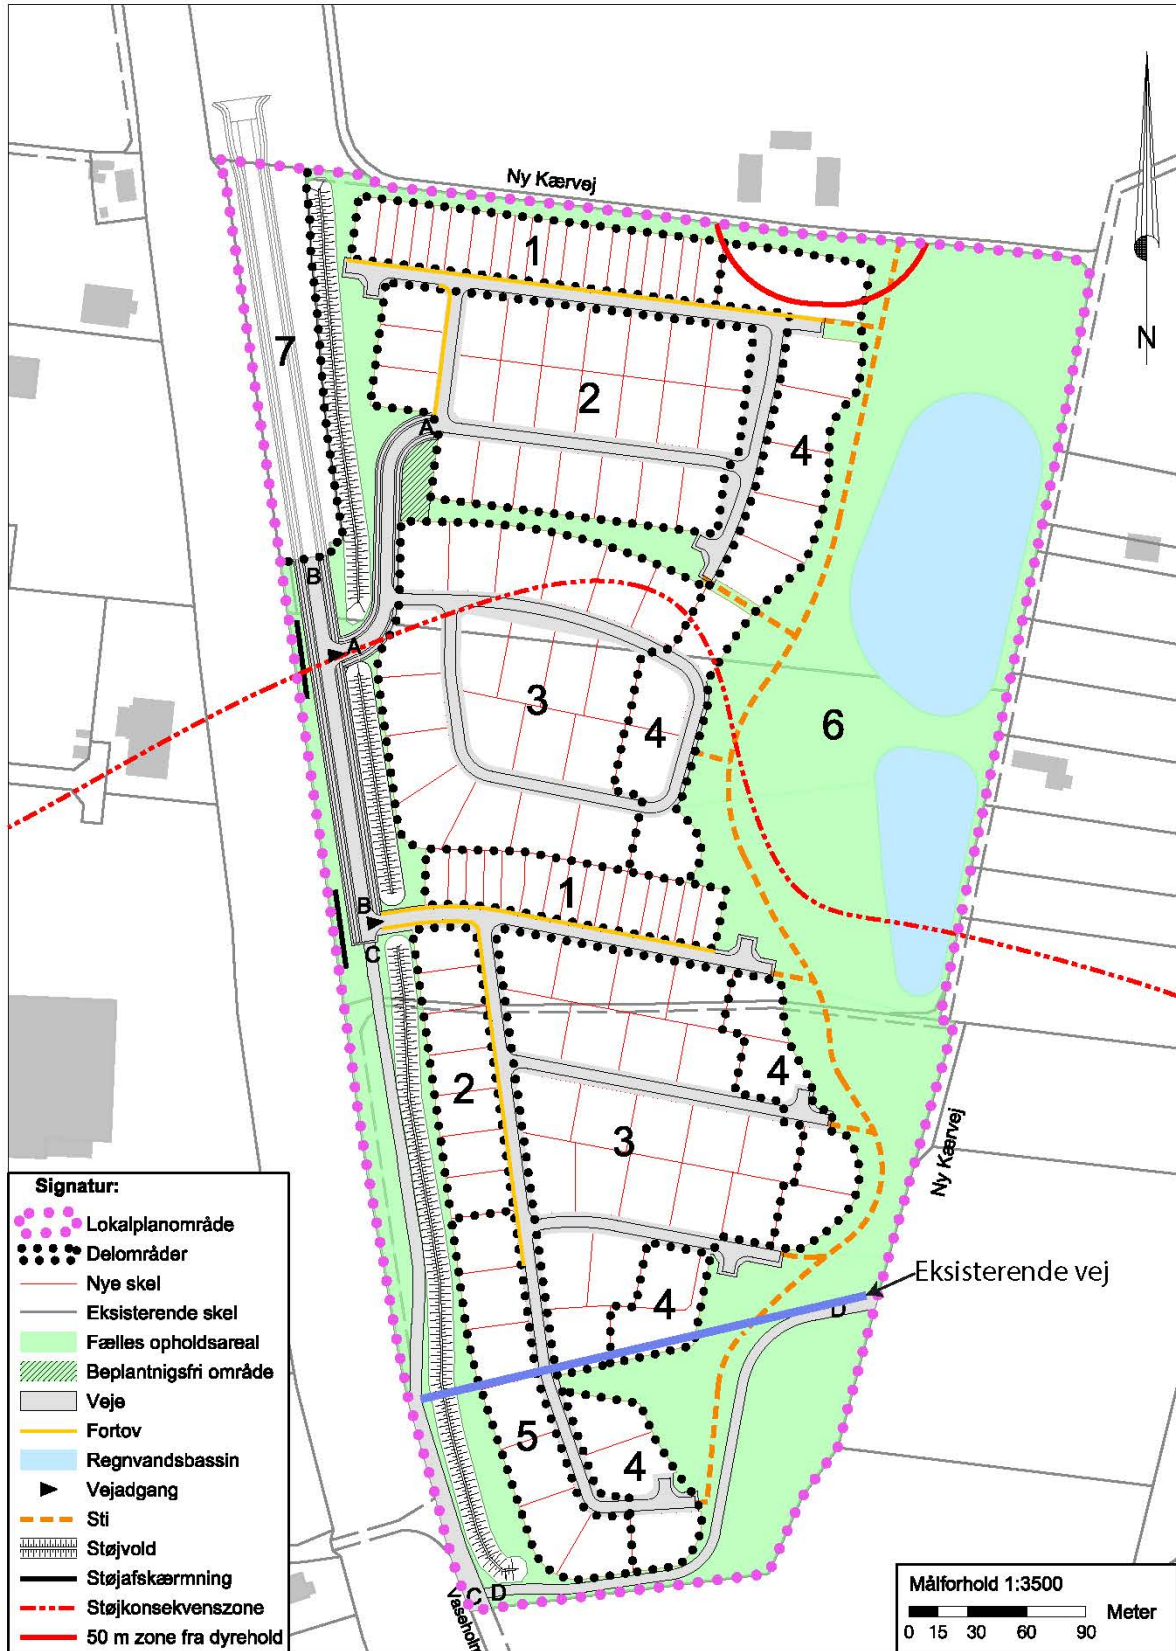 Ny Kærvej
N
1
7
2
4
A
B
A
3
4
6
1
B
C
2
4
3
Ny Kærvej
Eksisterende vej
4
D
5
4
C
D
Signatur:
Lokalplanområde
Delområder
Nye skel
Eksisterende skel
Fælles opholdsareal
Beplantnigsfri område
Veje
Fortov
Regnvandsbassin
Vejadgang
Sti
Støjvold
Støjafskærmning
Støjkonsekvenszone
50 m zone fra dyrehold
Målforhold 1:3500
Meter
0 15 30 60 90